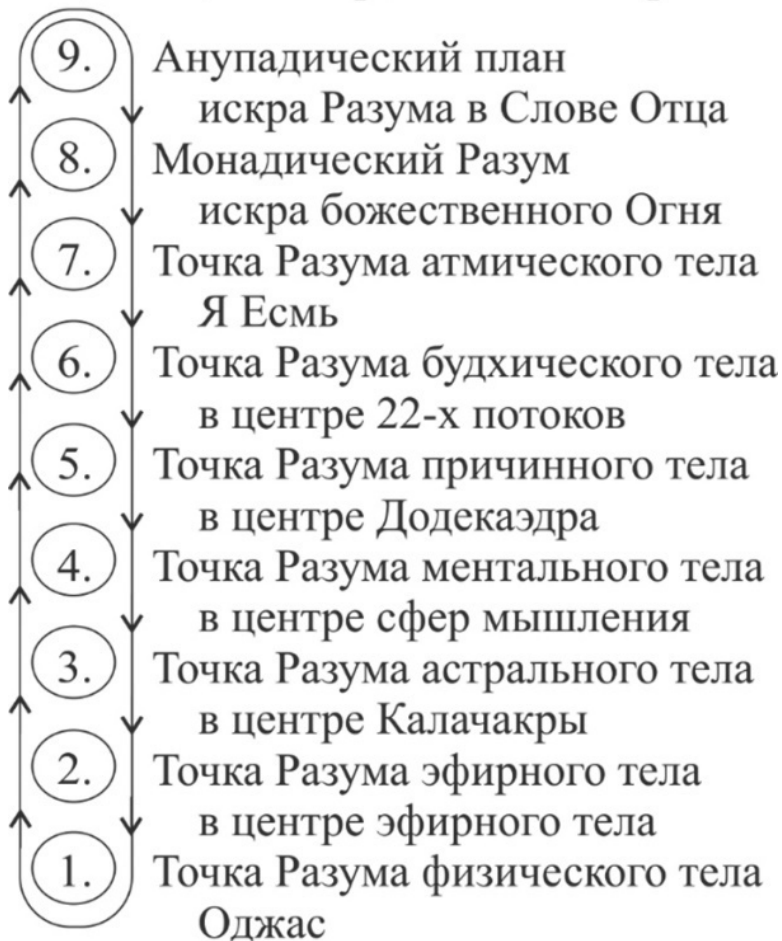 9. Анупадический план
искра Разума в Слове Отца
8. Монадический Разум
искра божественного Огня
7. Точка Разума атмического тела
Я Есмь
6. Точка Разума будхического тела
в центре 22-х потоков
5. Точка Разума причинного тела
в центре Додекаэдра
4. Точка Разума ментального тела
в центре сфер мышления
3. Точка Разума астрального тела
в центре Калачакры
2. Точка Разума эфирного тела
в центре эфирного тела
1. Точка Разума физического тела
Оджас